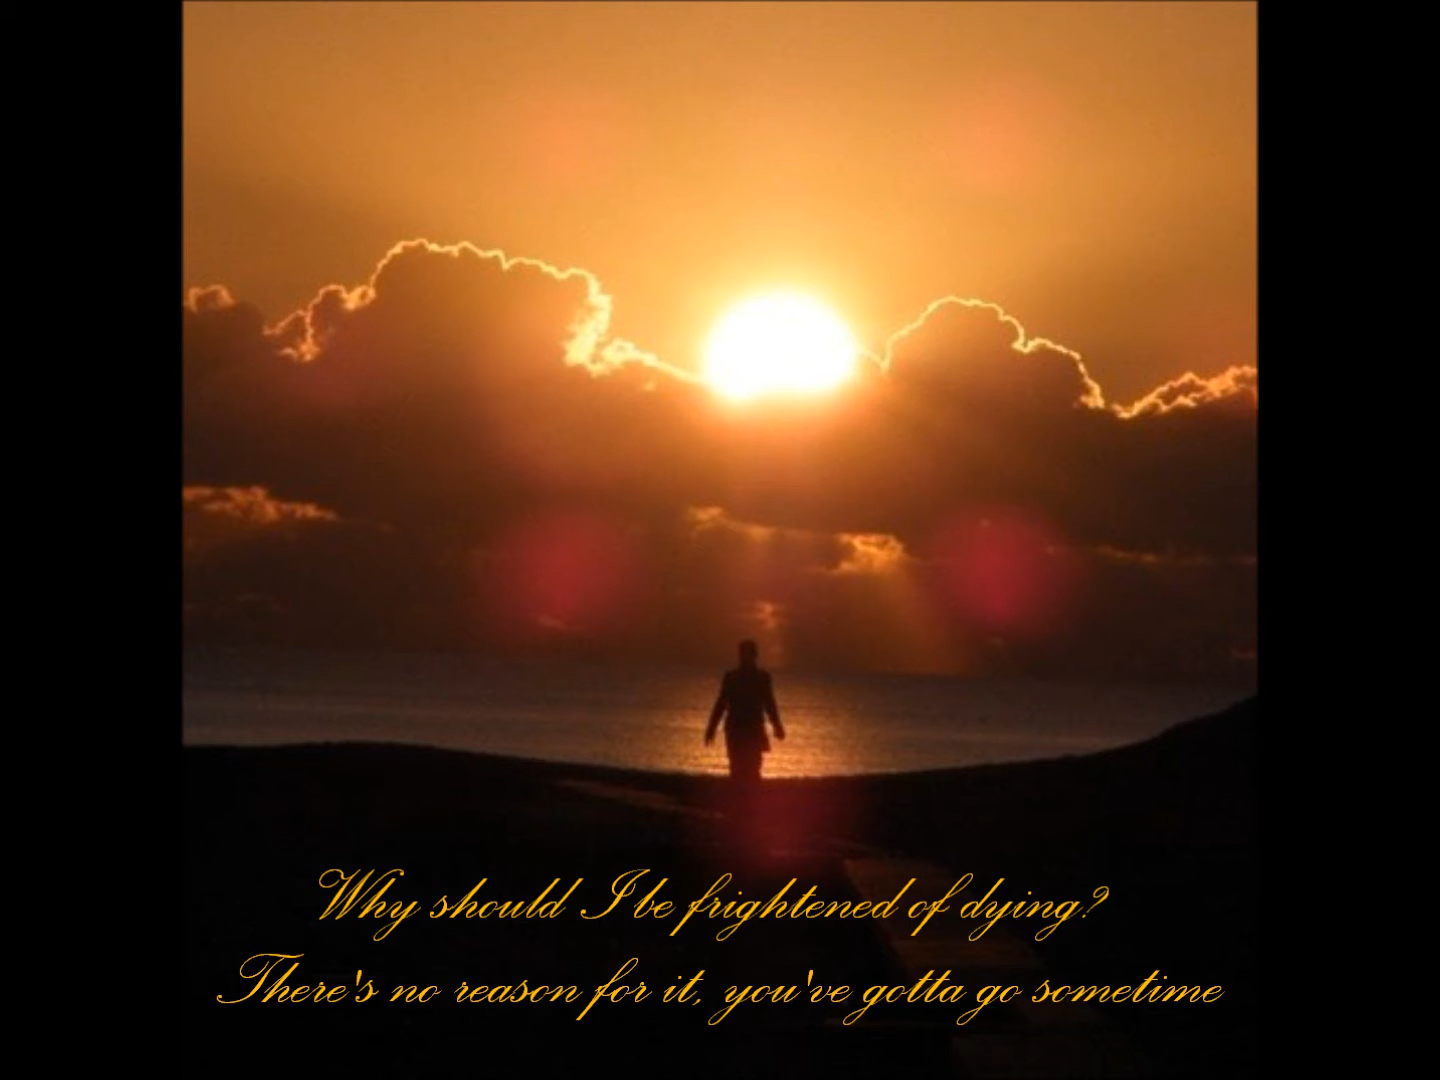 Why should I be frightened of dying?
There's no reason for it, you've gotta go sometime